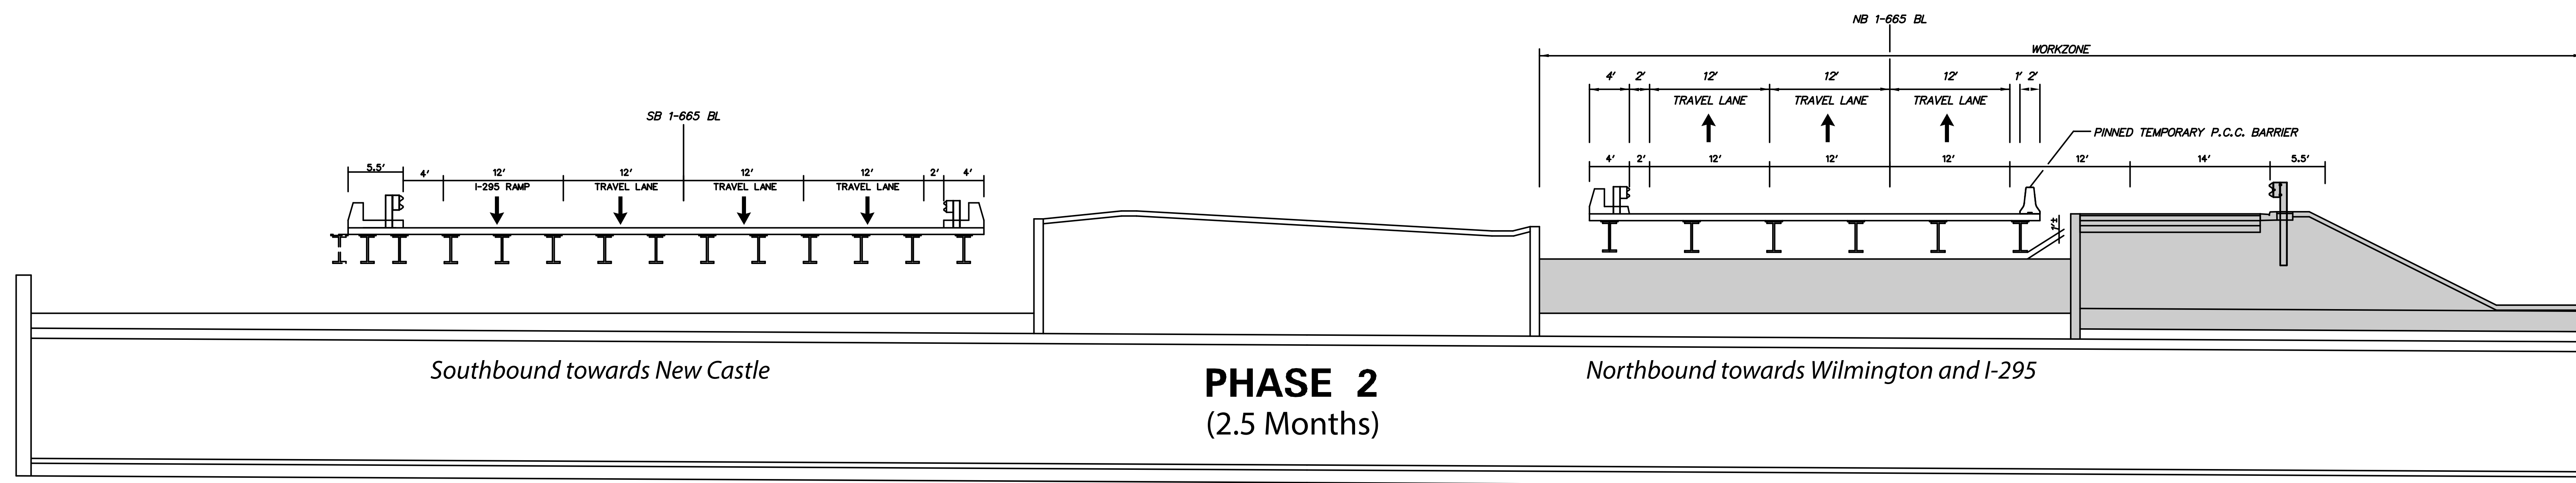 NB 1-665 BL
WORKZONE
4' 2' 12' 12' 12' 1' 2'
TRAVEL LANE TRAVEL LANE TRAVEL LANE
SB 1-665 BL
PINNED TEMPORARY P.C.C. BARRIER
4' 2' 12' 12' 12' 12' 14' 5.5'
5.5' 4' 12' 12' 12' 12' 2' 4'
I-295 RAMP TRAVEL LANE TRAVEL LANE TRAVEL LANE
1'±
Southbound towards New Castle
Northbound towards Wilmington and I-295
PHASE 2
(2.5 Months)